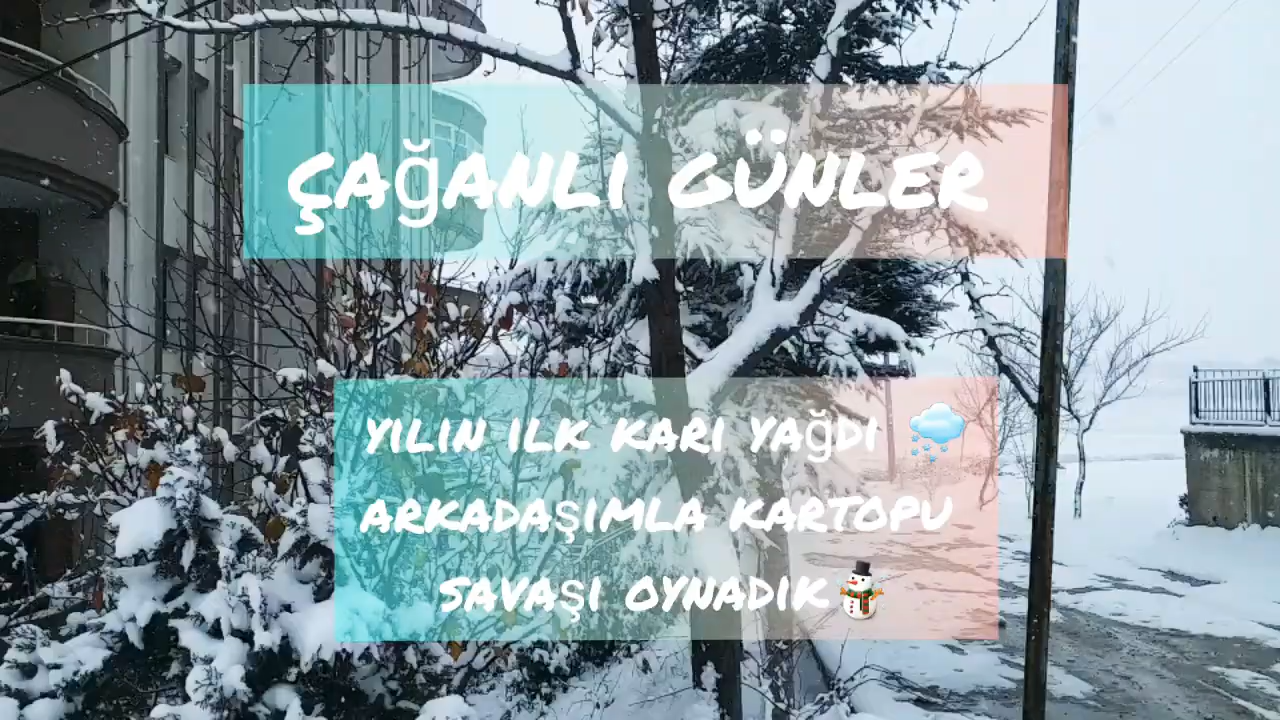 ÇAĞANLI GÜNLER
YILIN ILK KARI YAĞDI 🌨️
ARKADAŞIMLA KARTOPU
SAVAŞI OYNADIK⛄